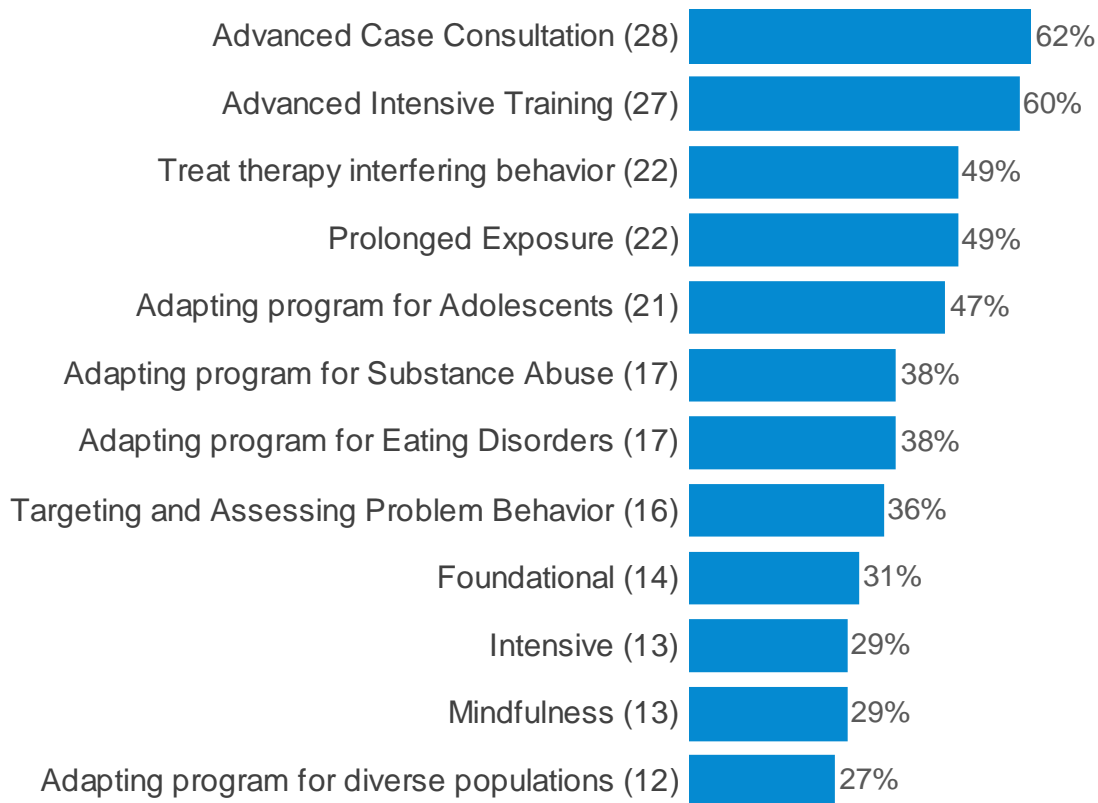 Advanced Case Consultation (28) 62%
Advanced Intensive Training (27) 60%
Treat therapy interfering behavior (22) 49%
Prolonged Exposure (22) 49%
Adapting program for Adolescents (21) 47%
Adapting program for Substance Abuse (17) 38%
Adapting program for Eating Disorders (17) 38%
Targeting and Assessing Problem Behavior (16) 36%
Foundational (14) 31%
Intensive (13) 29%
Mindfulness (13) 29%
Adapting program for diverse populations (12) 27%